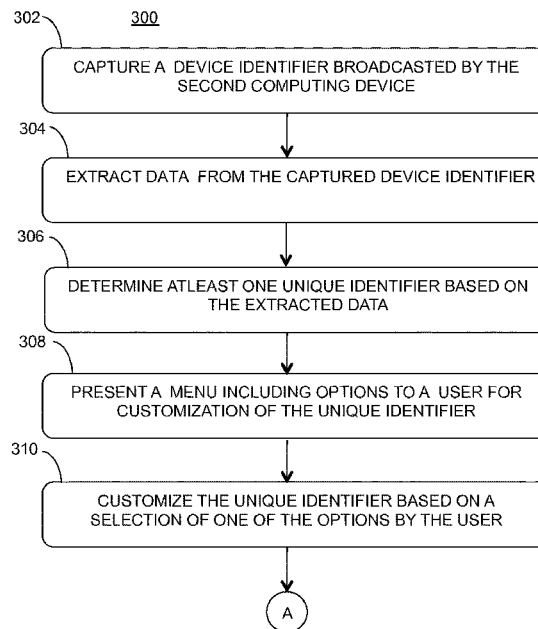 300
302
CAPTURE A DEVICE IDENTIFIER BROADCASTED BY THE
SECOND COMPUTING DEVICE
304
EXTRACT DATA FROM THE CAPTURED DEVICE IDENTIFIER
306
DETERMINE ATLEAST ONE UNIQUE IDENTIFIER BASED ON
THE EXTRACTED DATA
308
PRESENT A MENU INCLUDING OPTIONS TO A USER FOR
CUSTOMIZATION OF THE UNIQUE IDENTIFIER
310
CUSTOMIZE THE UNIQUE IDENTIFIER BASED ON A
SELECTION OF ONE OF THE OPTIONS BY THE USER
A